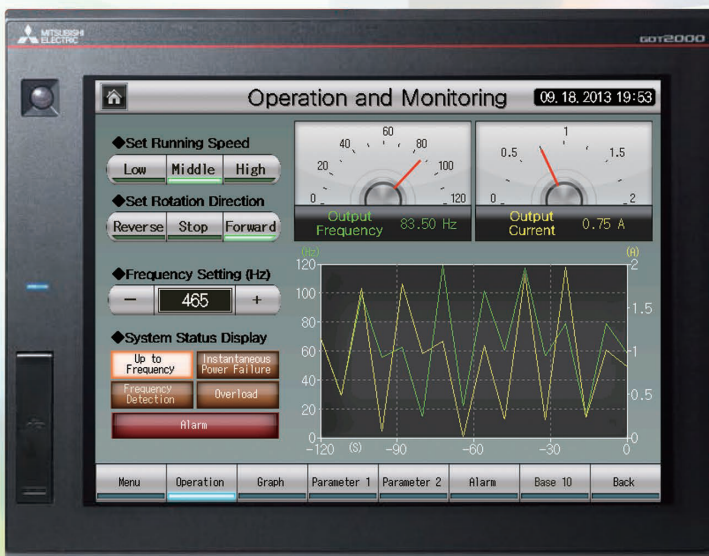 MITSUBISHI
ELECTRIC
GOT2000
Operation and Monitoring
09. 18. 2013 19:53
◆Set Running Speed
Low Middle High
◆Set Rotation Direction
Reverse Stop Forward
◆Frequency Setting (Hz)
− 465 +
◆System Status Display
Up to
Frequency
Instantaneous
Power Failure
Frequency
Detection
Overload
Alarm
0 20 40 60 80 100 120
Output
Frequency
83.50 Hz
0 0.5 1 1.5 2
Output
Current
0.75 A
(Hz)
120
100
80
60
40
20
0
(A)
2
1.5
1
0.5
0
-120 (S) -90 -60 -30 0
Menu Operation Graph Parameter 1 Parameter 2 Alarm Base 10 Back